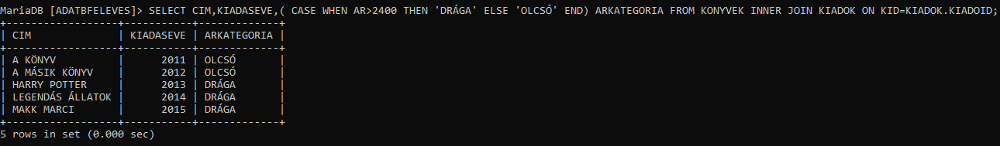 MariaDB [ADATBFELEVES]> SELECT CIM,KIADASEVE,( CASE WHEN AR>2400 THEN 'DRÁGA' ELSE 'OLCSÓ' END) ARKATEGORIA FROM KONYVEK INNER JOIN KIADOK ON KID=KIADOK.KIADOID;
+------------------+-----------+-------------+
| CIM              | KIADASEVE | ARKATEGORIA |
+------------------+-----------+-------------+
| A KÖNYV          |      2011 | OLCSÓ       |
| A MÁSIK KÖNYV    |      2012 | OLCSÓ       |
| HARRY POTTER     |      2013 | DRÁGA       |
| LEGENDÁS ÁLLATOK |      2014 | DRÁGA       |
| MAKK MARCI       |      2015 | DRÁGA       |
+------------------+-----------+-------------+
5 rows in set (0.000 sec)